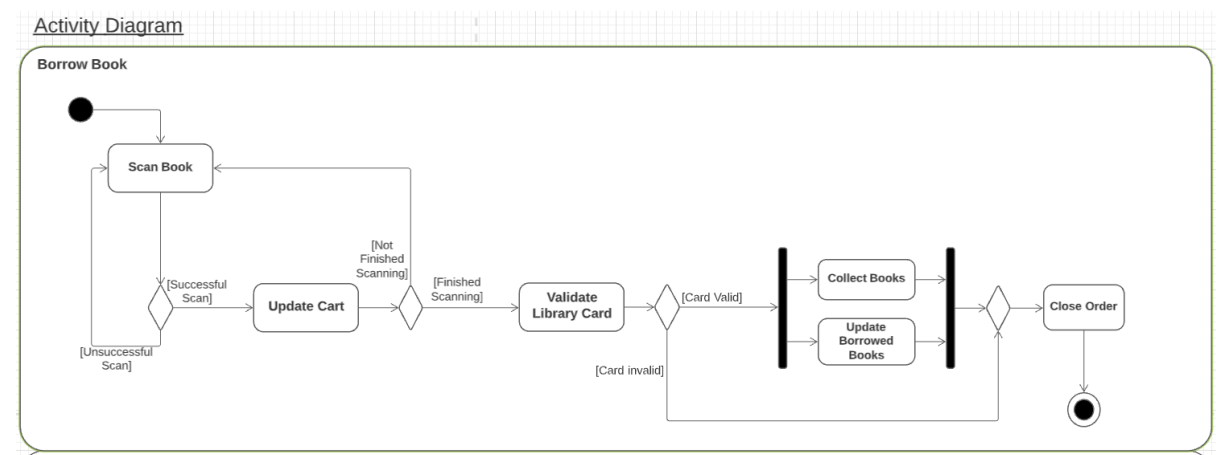 Activity Diagram
Borrow Book
Scan Book
[Not
Finished
Scanning]
[Successful
Scan]
[Finished
Scanning]
Update Cart
Validate
Library Card
[Card Valid]
Collect Books
Update
Borrowed
Books
Close Order
[Unsuccessful
Scan]
[Card invalid]